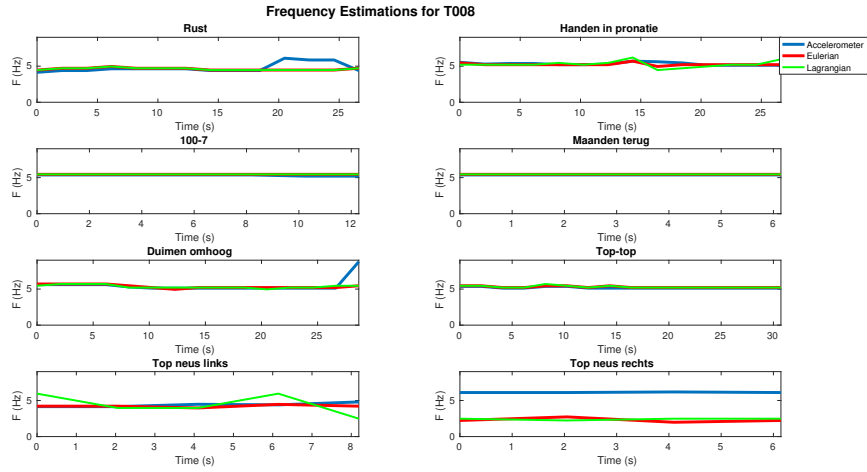 Frequency Estimations for T008
Rust
F (Hz)
5
0
0 5 10 15 20 25
Time (s)
Handen in pronatie
F (Hz)
5
0
0 5 10 15 20 25
Time (s)
Accelerometer
Eulerian
Lagrangian
100-7
F (Hz)
5
0
0 2 4 6 8 10 12
Time (s)
Maanden terug
F (Hz)
5
0
0 1 2 3 4 5 6
Time (s)
Duimen omhoog
F (Hz)
5
0
0 5 10 15 20 25
Time (s)
Top-top
F (Hz)
5
0
0 5 10 15 20 25 30
Time (s)
Top neus links
F (Hz)
5
0
0 1 2 3 4 5 6 7 8
Time (s)
Top neus rechts
F (Hz)
5
0
0 1 2 3 4 5 6
Time (s)